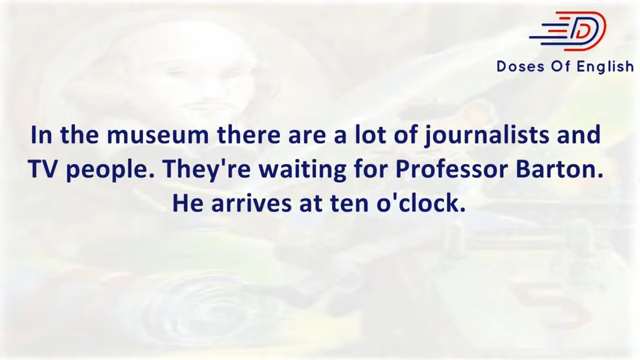 Doses Of English
In the museum there are a lot of journalists and
TV people. They're waiting for Professor Barton.
He arrives at ten o'clock.